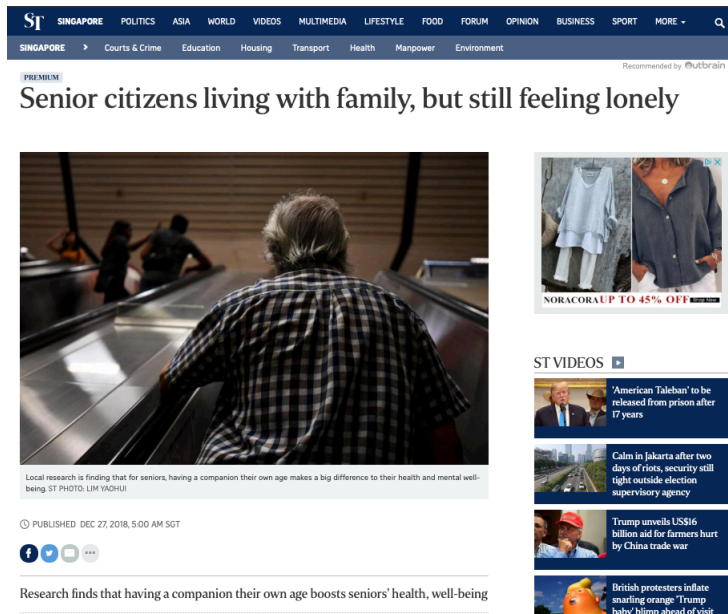 ST SINGAPORE POLITICS ASIA WORLD VIDEOS MULTIMEDIA LIFESTYLE FOOD FORUM OPINION BUSINESS SPORT MORE
SINGAPORE > Courts & Crime Education Housing Transport Health Manpower Environment
Recommended by Outbrain
PREMIUM
Senior citizens living with family, but still feeling lonely
NORACORA UP TO 45% OFF Shop Now
Local research is finding that for seniors, having a companion their own age makes a big difference to their health and mental well-
being. ST PHOTO: LIM YAOHUI
PUBLISHED DEC 27, 2018, 5:00 AM SGT
Research finds that having a companion their own age boosts seniors' health, well-being
ST VIDEOS
'American Taleban' to be
released from prison after
17 years
Calm in Jakarta after two
days of riots, security still
tight outside election
supervisory agency
Trump unveils US$16
billion aid for farmers hurt
by China trade war
British protesters inflate
snarling orange 'Trump
baby' blimp ahead of visit